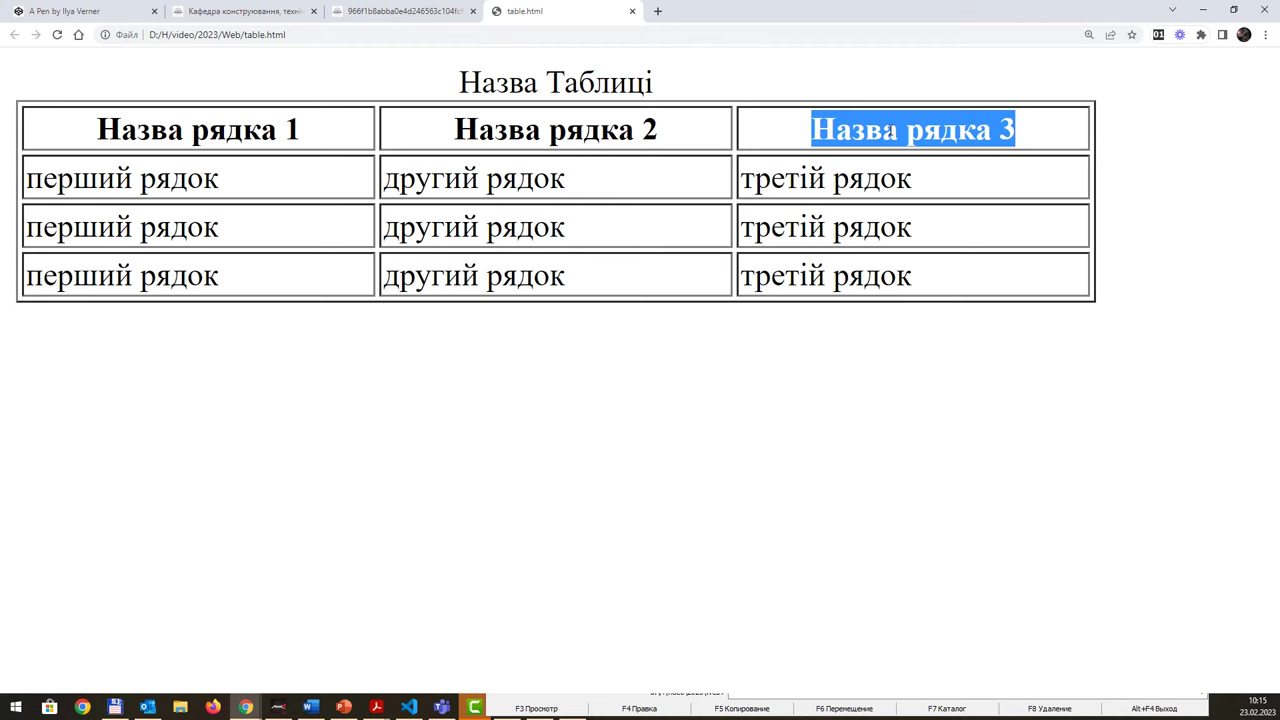 A Pen by Ilya Verner
Кафедра конструювання, техні
966f1b8abba0e4d246563c104fcf
table.html
Файл
D:/H/video/2023/Web/table.html
Назва Таблиці
Назва рядка 1 Назва рядка 2 Назва рядка 3
перший рядок другий рядок третій рядок
перший рядок другий рядок третій рядок
перший рядок другий рядок третій рядок
F3 Просмотр F4 Правка F5 Копирование F6 Перемещение F7 Каталог F8 Удаление Alt+F4 Выход
10:15
23.02.2023